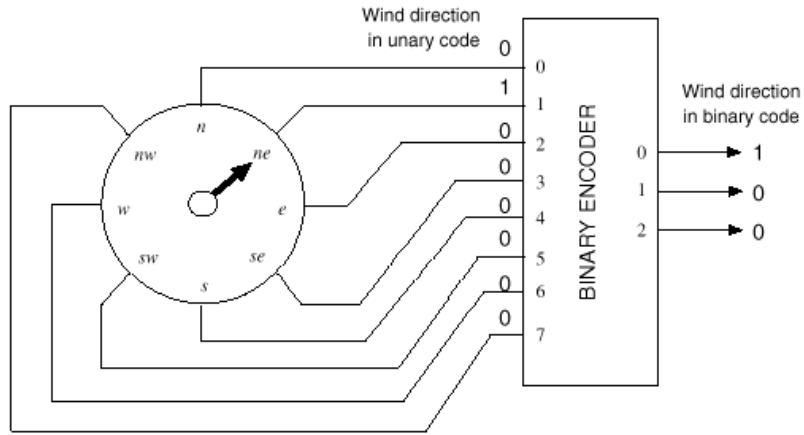 Wind direction
in unary code
0
0
1
1
0
2
0
3
0
4
0
5
0
6
0
7
n
ne
e
se
s
sw
w
nw
BINARY ENCODER
Wind direction
in binary code
0 1
1 0
2 0